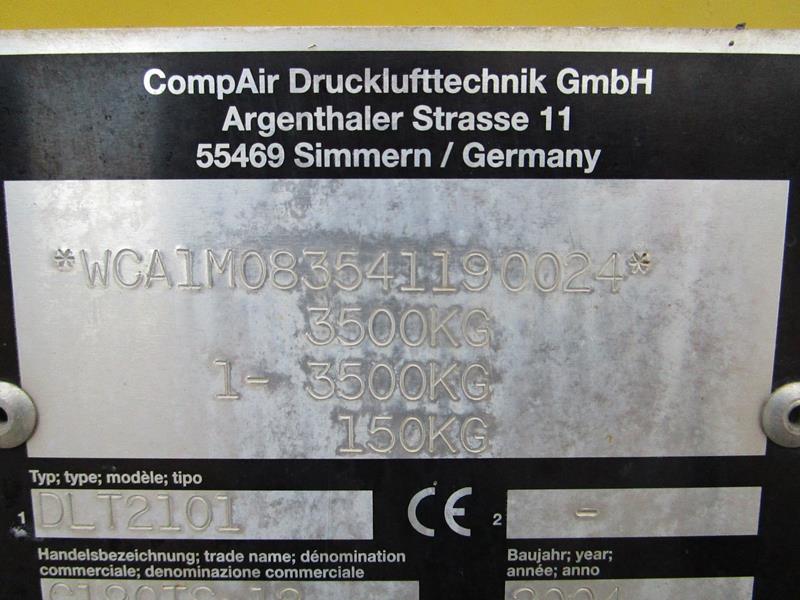 CompAir Drucklufttechnik GmbH
Argenthaler Strasse 11
55469 Simmern / Germany
*WCA1M083541190024*
3500KG
1- 3500KG
150KG
Typ; type; modèle; tipo
1 DLT2101
CE 2 -
Handelsbezeichnung; trade name; dénomination
commerciale; denominazione commerciale
Baujahr; year;
année; anno